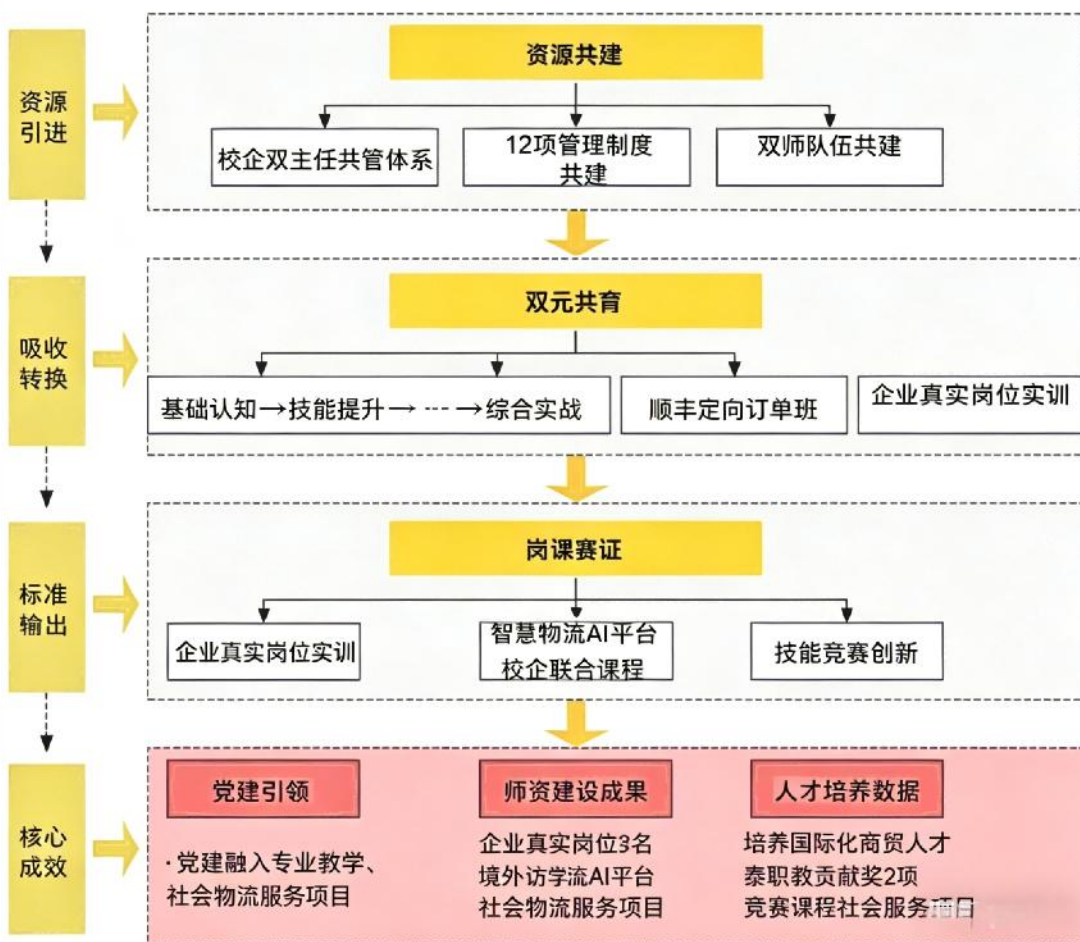 资源
引进
资源共建
校企双主任共管体系
12项管理制度
共建
双师队伍共建
吸收
转换
双元共育
基础认知→技能提升→---→综合实战
顺丰定向订单班
企业真实岗位实训
标准
输出
岗课赛证
企业真实岗位实训
智慧物流AI平台
校企联合课程
技能竞赛创新
核心
成效
党建引领
·党建融入专业教学、
社会物流服务项目
师资建设成果
企业真实岗位3名
境外访学流AI平台
社会物流服务项目
人才培养数据
培养国际化商贸人才
泰职教贡献奖2项
竞赛课程社会服务项目